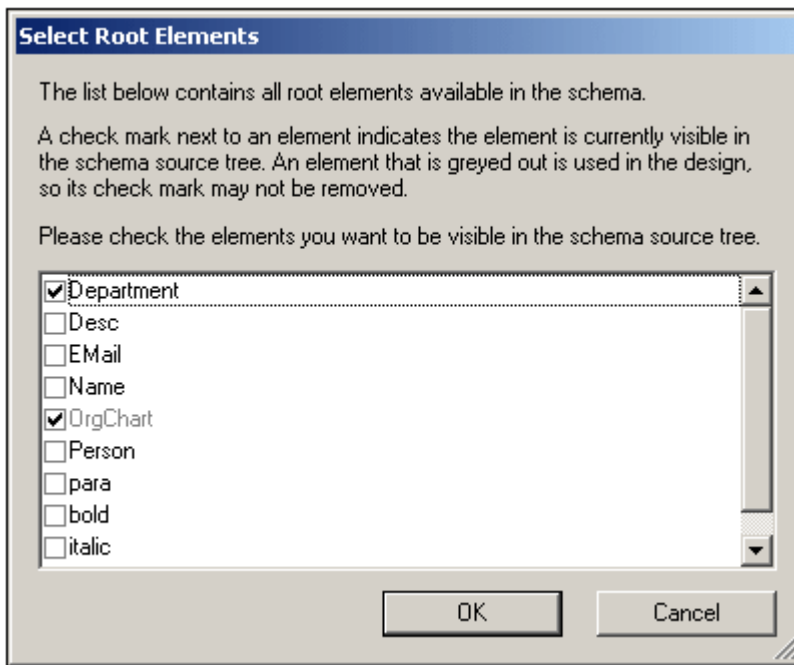 Select Root Elements
The list below contains all root elements available in the schema.
A check mark next to an element indicates the element is currently visible in
the schema source tree. An element that is greyed out is used in the design,
so its check mark may not be removed.
Please check the elements you want to be visible in the schema source tree.
Department
Desc
EMail
Name
OrgChart
Person
para
bold
italic
OK
Cancel